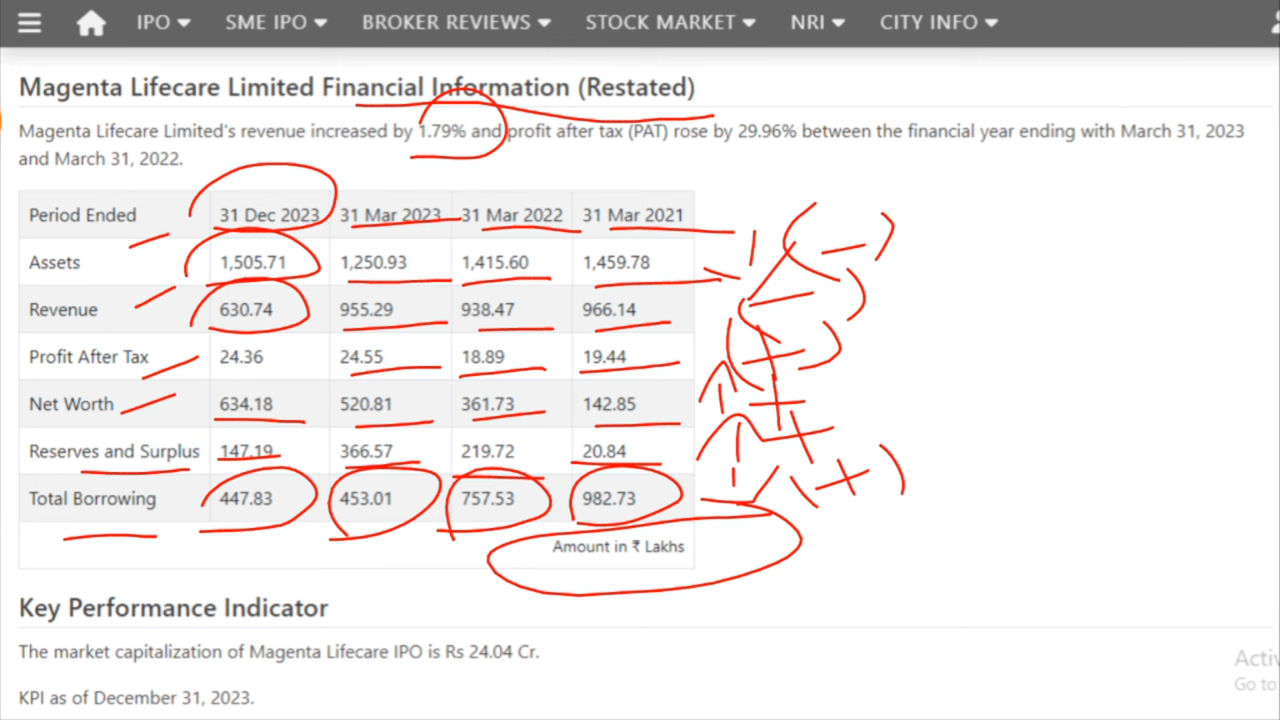 IPO SME IPO BROKER REVIEWS STOCK MARKET NRI CITY INFO
Magenta Lifecare Limited Financial Information (Restated)
Magenta Lifecare Limited's revenue increased by 1.79% and profit after tax (PAT) rose by 29.96% between the financial year ending with March 31, 2023
and March 31, 2022.
Period Ended 31 Dec 2023 31 Mar 2023 31 Mar 2022 31 Mar 2021
Assets 1,505.71 1,250.93 1,415.60 1,459.78
Revenue 630.74 955.29 938.47 966.14
Profit After Tax 24.36 24.55 18.89 19.44
Net Worth 634.18 520.81 361.73 142.85
Reserves and Surplus 147.19 366.57 219.72 20.84
Total Borrowing 447.83 453.01 757.53 982.73
Amount in ₹ Lakhs
Key Performance Indicator
The market capitalization of Magenta Lifecare IPO is Rs 24.04 Cr.
KPI as of December 31, 2023.
Activ
Go to